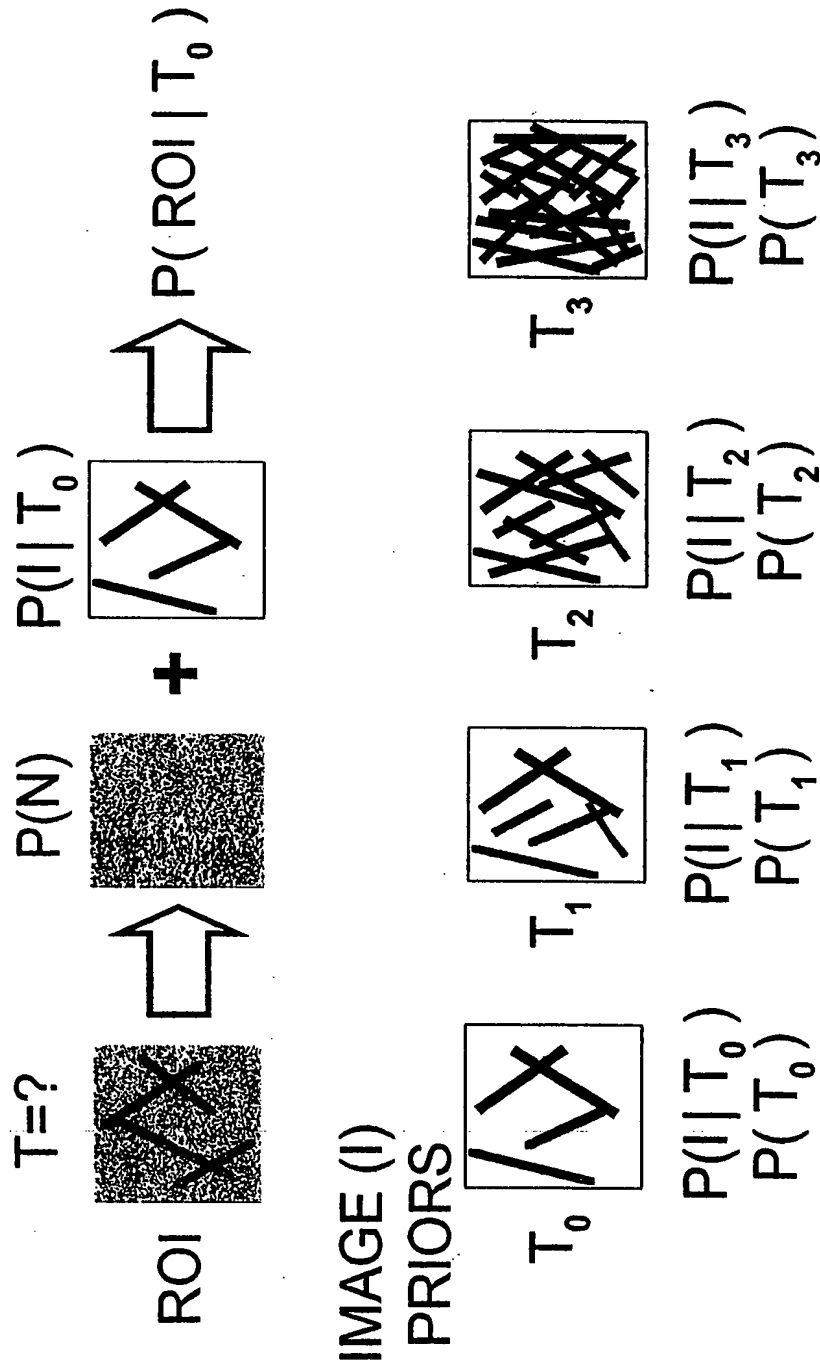 T=?
P(N)
P(I | T₀ )
ROI
+
P( ROI | T₀ )
IMAGE (I)
PRIORS
T₀
T₁
T₂
T₃
P(I | T₀ )
P( T₀ )
P(I | T₁ )
P( T₁ )
P(I | T₂ )
P( T₂ )
P(I | T₃ )
P( T₃ )